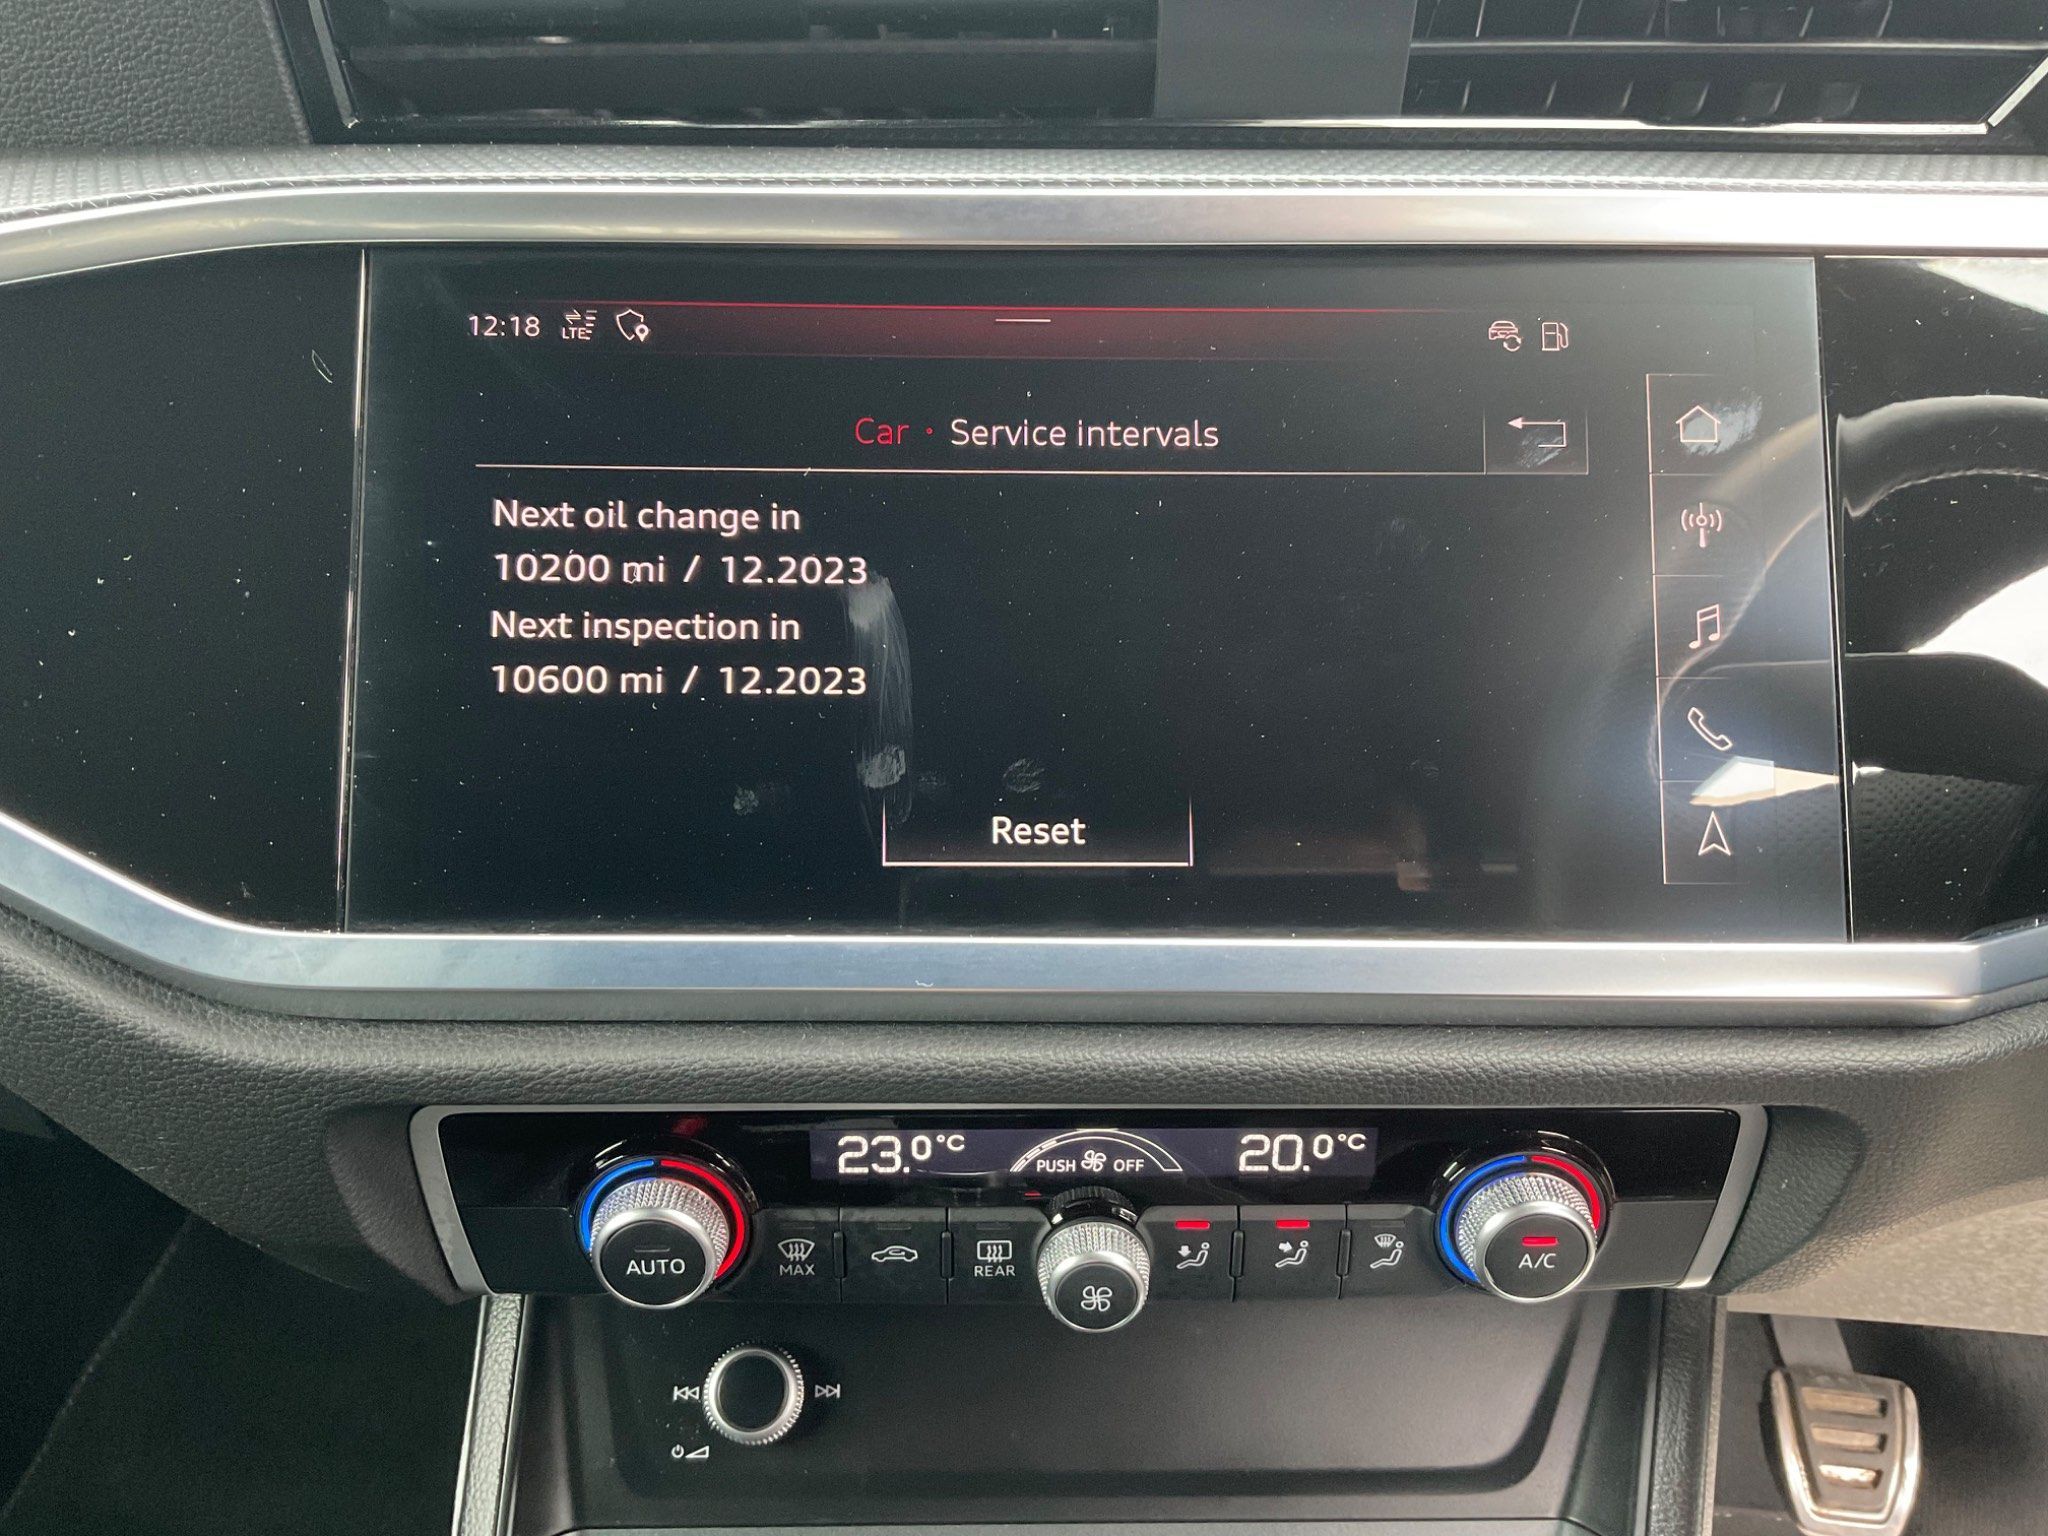 12:18 LTE
Car • Service intervals
Next oil change in
10200 mi / 12.2023
Next inspection in
10600 mi / 12.2023
Reset
23.0°C PUSH OFF 20.0°C
AUTO MAX REAR A/C